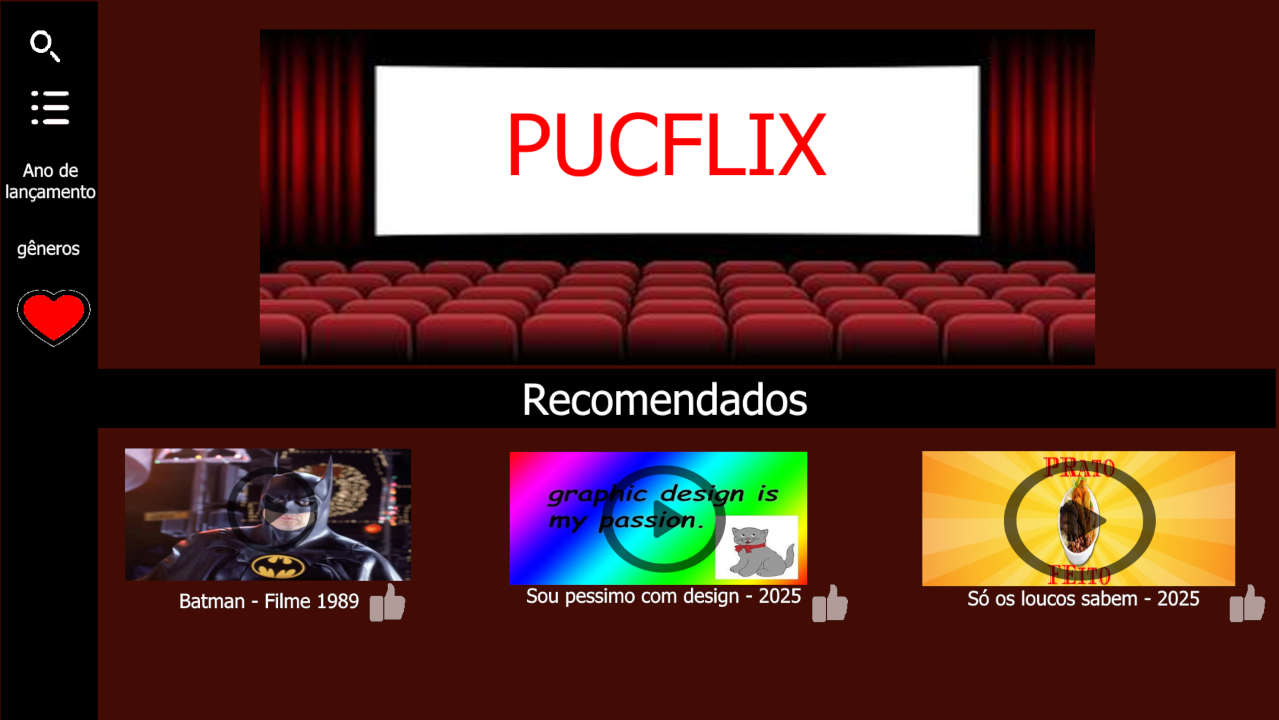 PUCFLIX
Ano de
lançamento
gêneros
Recomendados
graphic design is
my passion.
PRATO
FEITO
Batman - Filme 1989
Sou pessimo com design - 2025
Só os loucos sabem - 2025